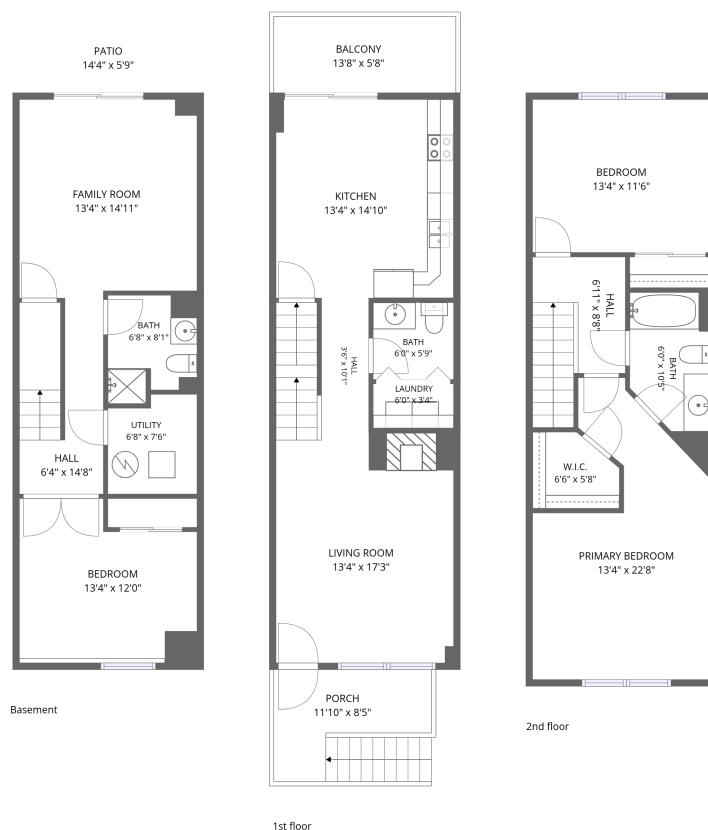 PATIO
14'4" x 5'9"
FAMILY ROOM
13'4" x 14'11"
BATH
6'8" x 8'1"
UTILITY
6'8" x 7'6"
HALL
6'4" x 14'8"
BEDROOM
13'4" x 12'0"
Basement
BALCONY
13'8" x 5'8"
KITCHEN
13'4" x 14'10"
HALL
3'6" x 10'1"
BATH
6'0" x 5'9"
LAUNDRY
6'0" x 3'4"
LIVING ROOM
13'4" x 17'3"
PORCH
11'10" x 8'5"
1st floor
BEDROOM
13'4" x 11'6"
HALL
6'11" x 8'8"
BATH
6'0" x 10'5"
W.I.C.
6'6" x 5'8"
PRIMARY BEDROOM
13'4" x 22'8"
2nd floor